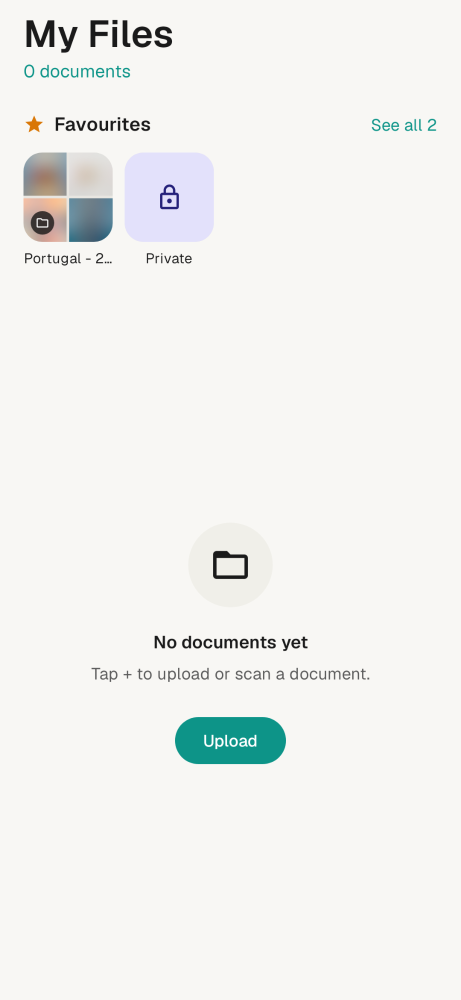 My Files
0 documents
Favourites
See all 2
Portugal - 2...
Private
No documents yet
Tap + to upload or scan a document.
Upload